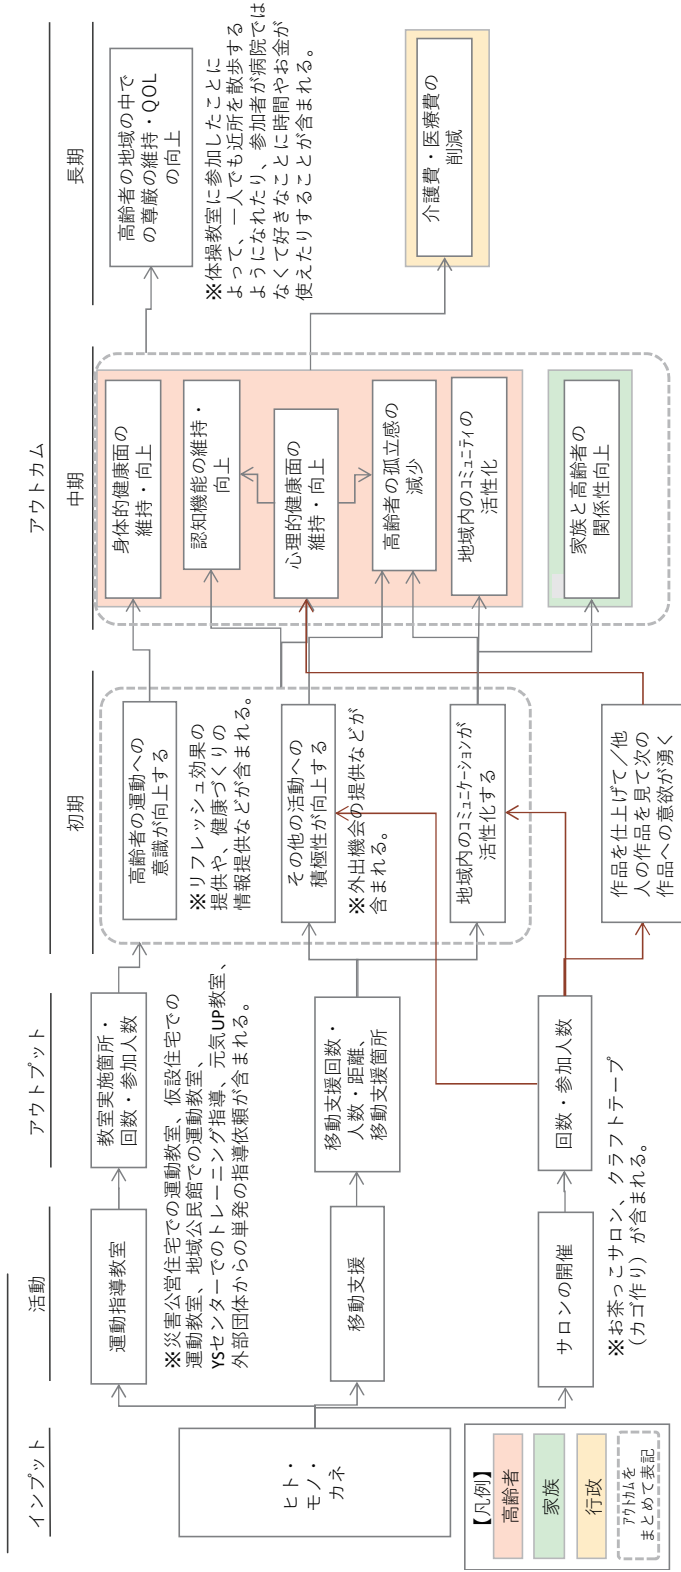 アウトカム
インプット
活動
アウトプット
初期
中期
長期
ヒト・
モノ・
カネ
運動指導教室
※災害公営住宅での運動教室、仮設住宅での
運動教室、地域公民館での運動教室、
YSセンターでのトレーニング指導、元気UP教室、
外部団体からの単発の指導依頼が含まれる。
移動支援
サロンの開催
※お茶っこサロン、クラフトテープ
（カゴ作り）が含まれる。
教室実施箇所・
回数・参加人数
移動支援回数・
人数・距離、
移動支援箇所
回数・参加人数
高齢者の運動への
意識が向上する
※リフレッシュ効果の
提供や、健康づくりの
情報提供などが含まれる。
その他の活動への
積極性が向上する
※外出機会の提供などが
含まれる。
地域内のコミュニケーションが
活性化する
作品を仕上げて／他
人の作品を見て次の
作品への意欲が湧く
身体的健康面の
維持・向上
認知機能の維持・
向上
心理的健康面の
維持・向上
高齢者の孤立感の
減少
地域内のコミュニティの
活性化
家族と高齢者の
関係性向上
高齢者の地域の中で
の尊厳の維持・QOL
の向上
※体操教室に参加したことに
よって、一人でも近所を散歩する
ようになれたり、参加者が病院では
なくて好きなことに時間やお金が
使えたりすることが含まれる。
介護費・医療費の
削減
【凡例】
高齢者
家族
行政
アウトカムを
まとめて表記